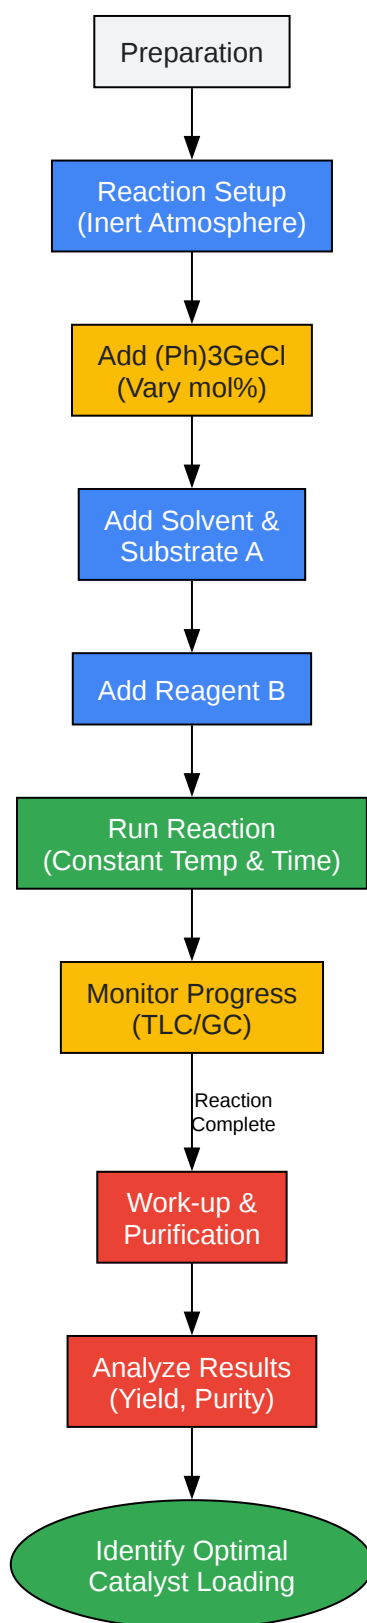 Preparation
Reaction Setup
(Inert Atmosphere)
Add (Ph)3GeCl
(Vary mol%)
Add Solvent &
Substrate A
Add Reagent B
Run Reaction
(Constant Temp & Time)
Monitor Progress
(TLC/GC)
Reaction
Complete
Work-up &
Purification
Analyze Results
(Yield, Purity)
Identify Optimal
Catalyst Loading